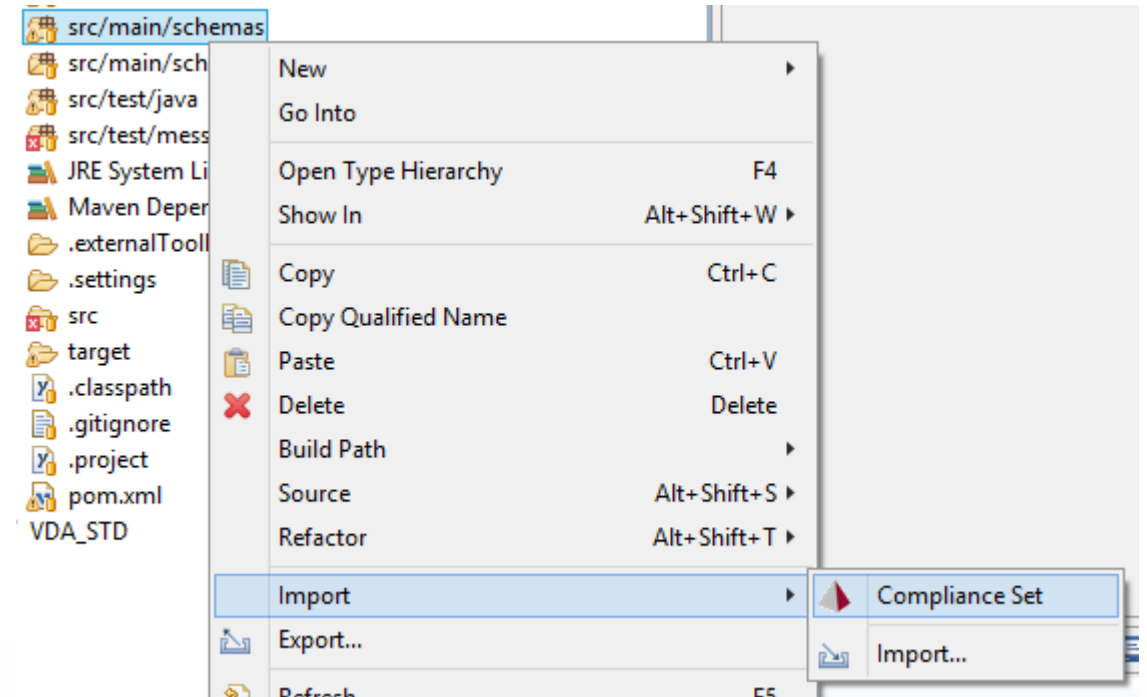 src/main/schemas
src/main/sch
src/test/java
src/test/mess
JRE System Li
Maven Deper
.externalTooll
.settings
src
target
.classpath
.gitignore
.project
pom.xml
VDA_STD
New
Go Into
Open Type Hierarchy F4
Show In Alt+Shift+W
Copy Ctrl+C
Copy Qualified Name
Paste Ctrl+V
Delete Delete
Build Path
Source Alt+Shift+S
Refactor Alt+Shift+T
Import
Export...
Refresh F5
Compliance Set
Import...